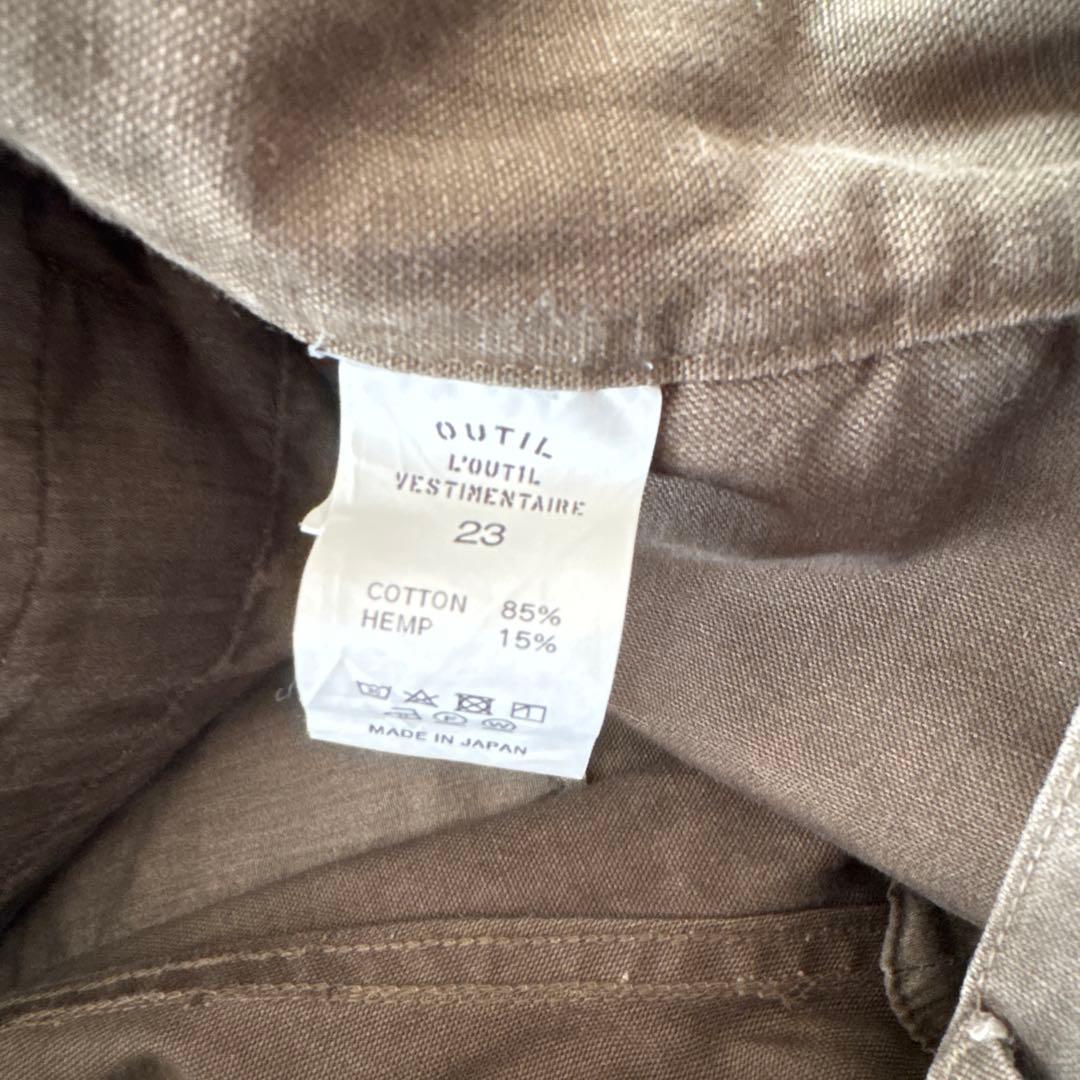 OUTIL
L'OUTIL
VESTIMENTAIRE
23
COTTON 85%
HEMP 15%
MADE IN JAPAN